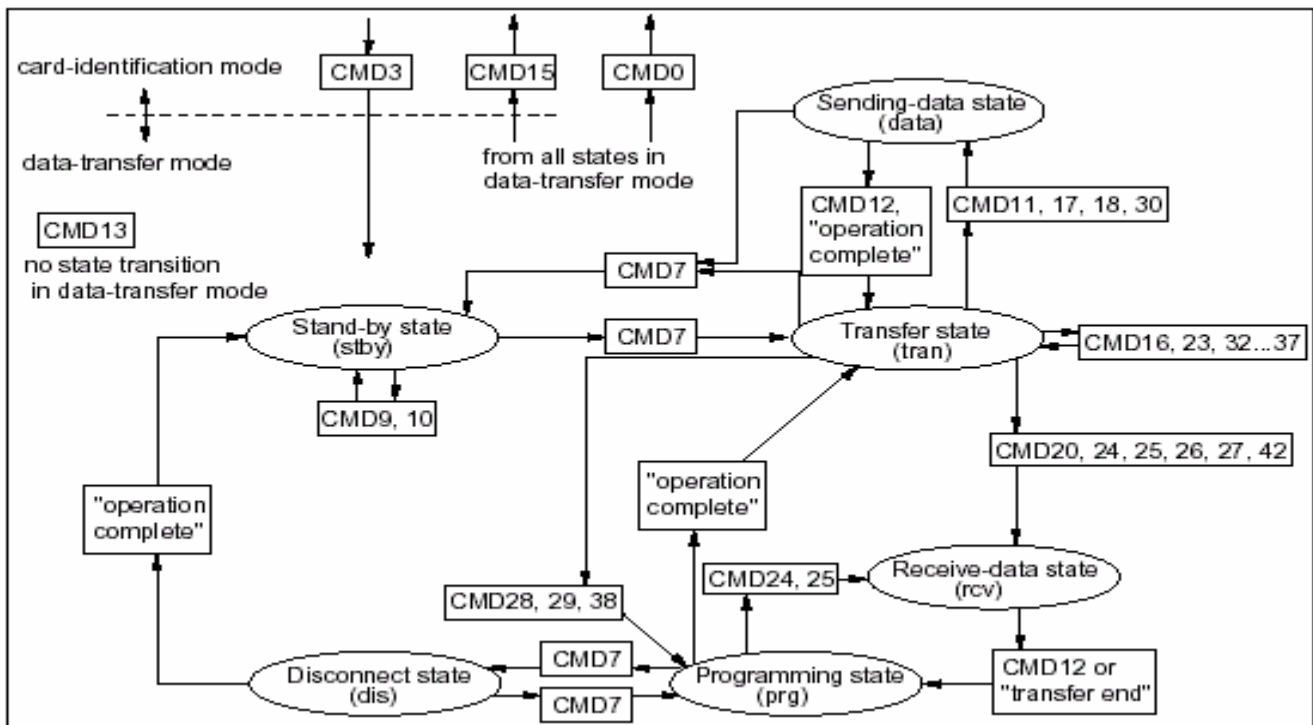 card-identification mode
CMD3
CMD15
CMD0
Sending-data state
(data)
data-transfer mode
from all states in
data-transfer mode
CMD12,
"operation
complete"
CMD11, 17, 18, 30
CMD13
no state transition
in data-transfer mode
CMD7
Stand-by state
(stby)
CMD7
Transfer state
(tran)
CMD16, 23, 32...37
CMD9, 10
CMD20, 24, 25, 26, 27, 42
"operation
complete"
"operation
complete"
CMD24, 25
Receive-data state
(rcv)
CMD28, 29, 38
Disconnect state
(dis)
CMD7
CMD7
Programming state
(prg)
CMD12 or
"transfer end"